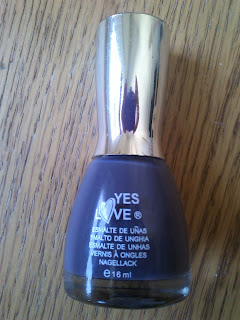 YES
LOVE ®
ESMALTE DE UÑAS
SMALTO DE UNGHIA
ESMALTE DE UNHAS
VERNIS À ONGLES
NAGELLACK
e 16 ml